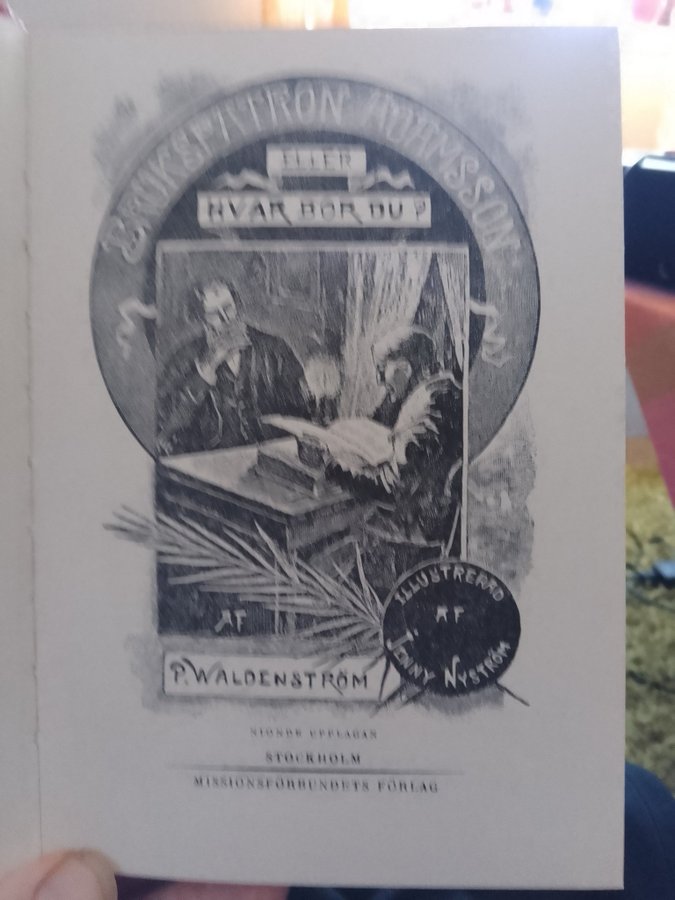 BRUKSPATRON ADAMSSON
ELLER
HVAR BOR DU?
AF
P. WALDENSTRÖM
ILLUSTRERAD
AF
JENNY NYSTRÖM
NIONDE UPPLAGAN
STOCKHOLM
MISSIONSFÖRBUNDETS FÖRLAG